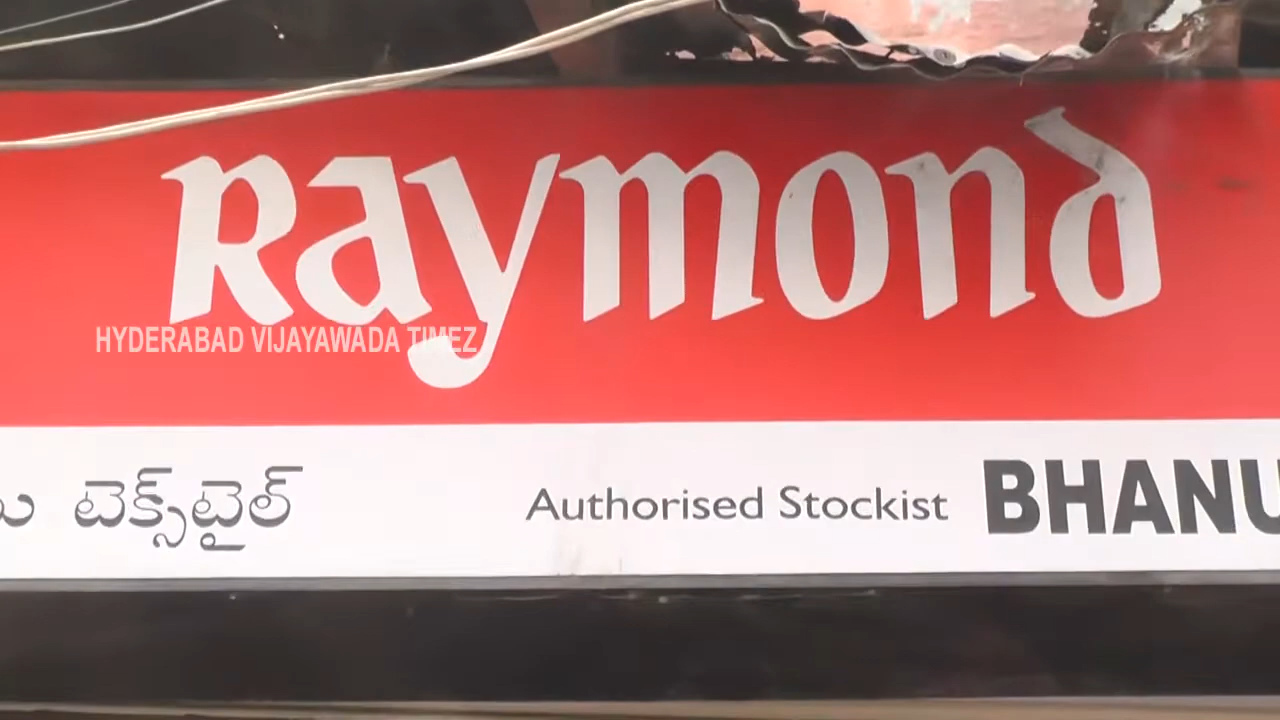 Raymond
HYDERABAD VIJAYAWADA TIMEZ
టెక్స్‌టైల్ Authorised Stockist BHANU